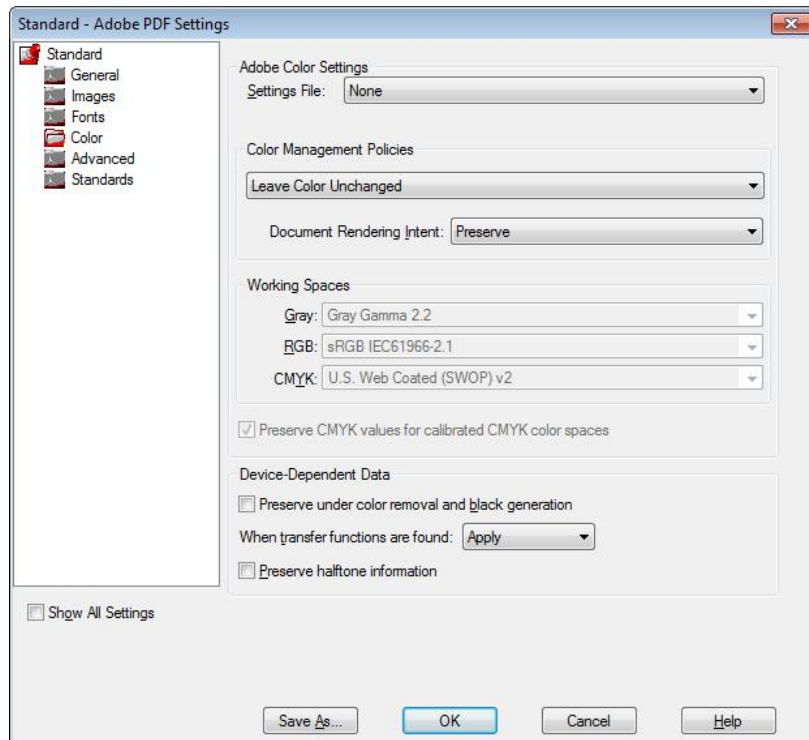 Standard - Adobe PDF Settings
Standard
General
Images
Fonts
Color
Advanced
Standards
Show All Settings
Adobe Color Settings
Settings File: None
Color Management Policies
Leave Color Unchanged
Document Rendering Intent: Preserve
Working Spaces
Gray: Gray Gamma 2.2
RGB: sRGB IEC61966-2.1
CMYK: U.S. Web Coated (SWOP) v2
Preserve CMYK values for calibrated CMYK color spaces
Device-Dependent Data
Preserve under color removal and black generation
When transfer functions are found: Apply
Preserve halftone information
Save As... OK Cancel Help